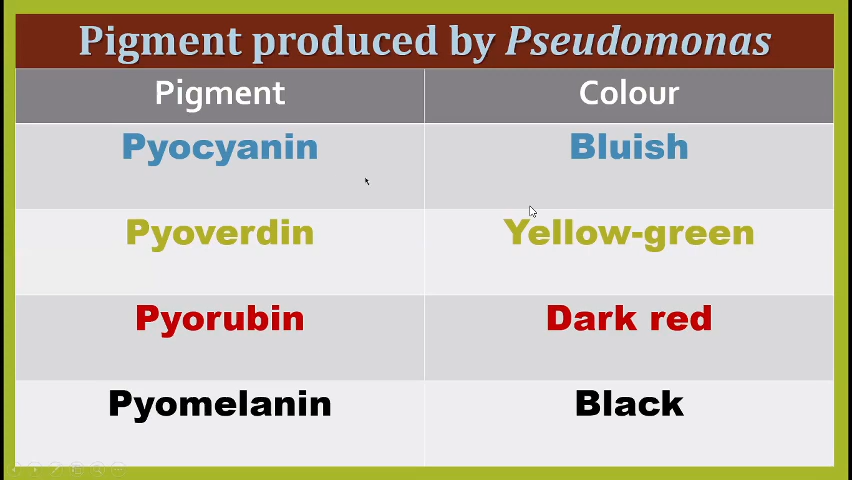 Pigment produced by Pseudomonas
Pigment Colour
Pyocyanin Bluish
Pyoverdin Yellow-green
Pyorubin Dark red
Pyomelanin Black